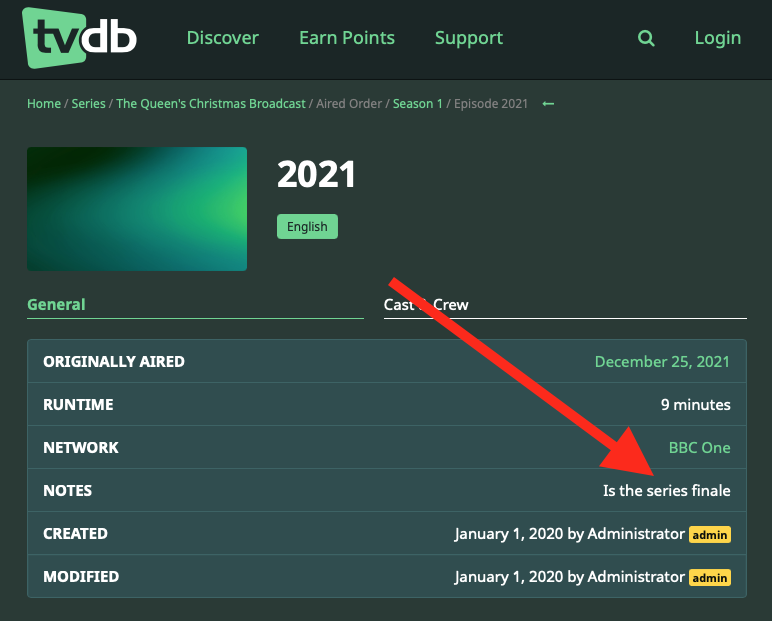 tvdb Discover Earn Points Support Login
Home / Series / The Queen's Christmas Broadcast / Aired Order / Season 1 / Episode 2021 ←
2021
English
General Cast & Crew
ORIGINALLY AIRED December 25, 2021
RUNTIME 9 minutes
NETWORK BBC One
NOTES Is the series finale
CREATED January 1, 2020 by Administrator admin
MODIFIED January 1, 2020 by Administrator admin